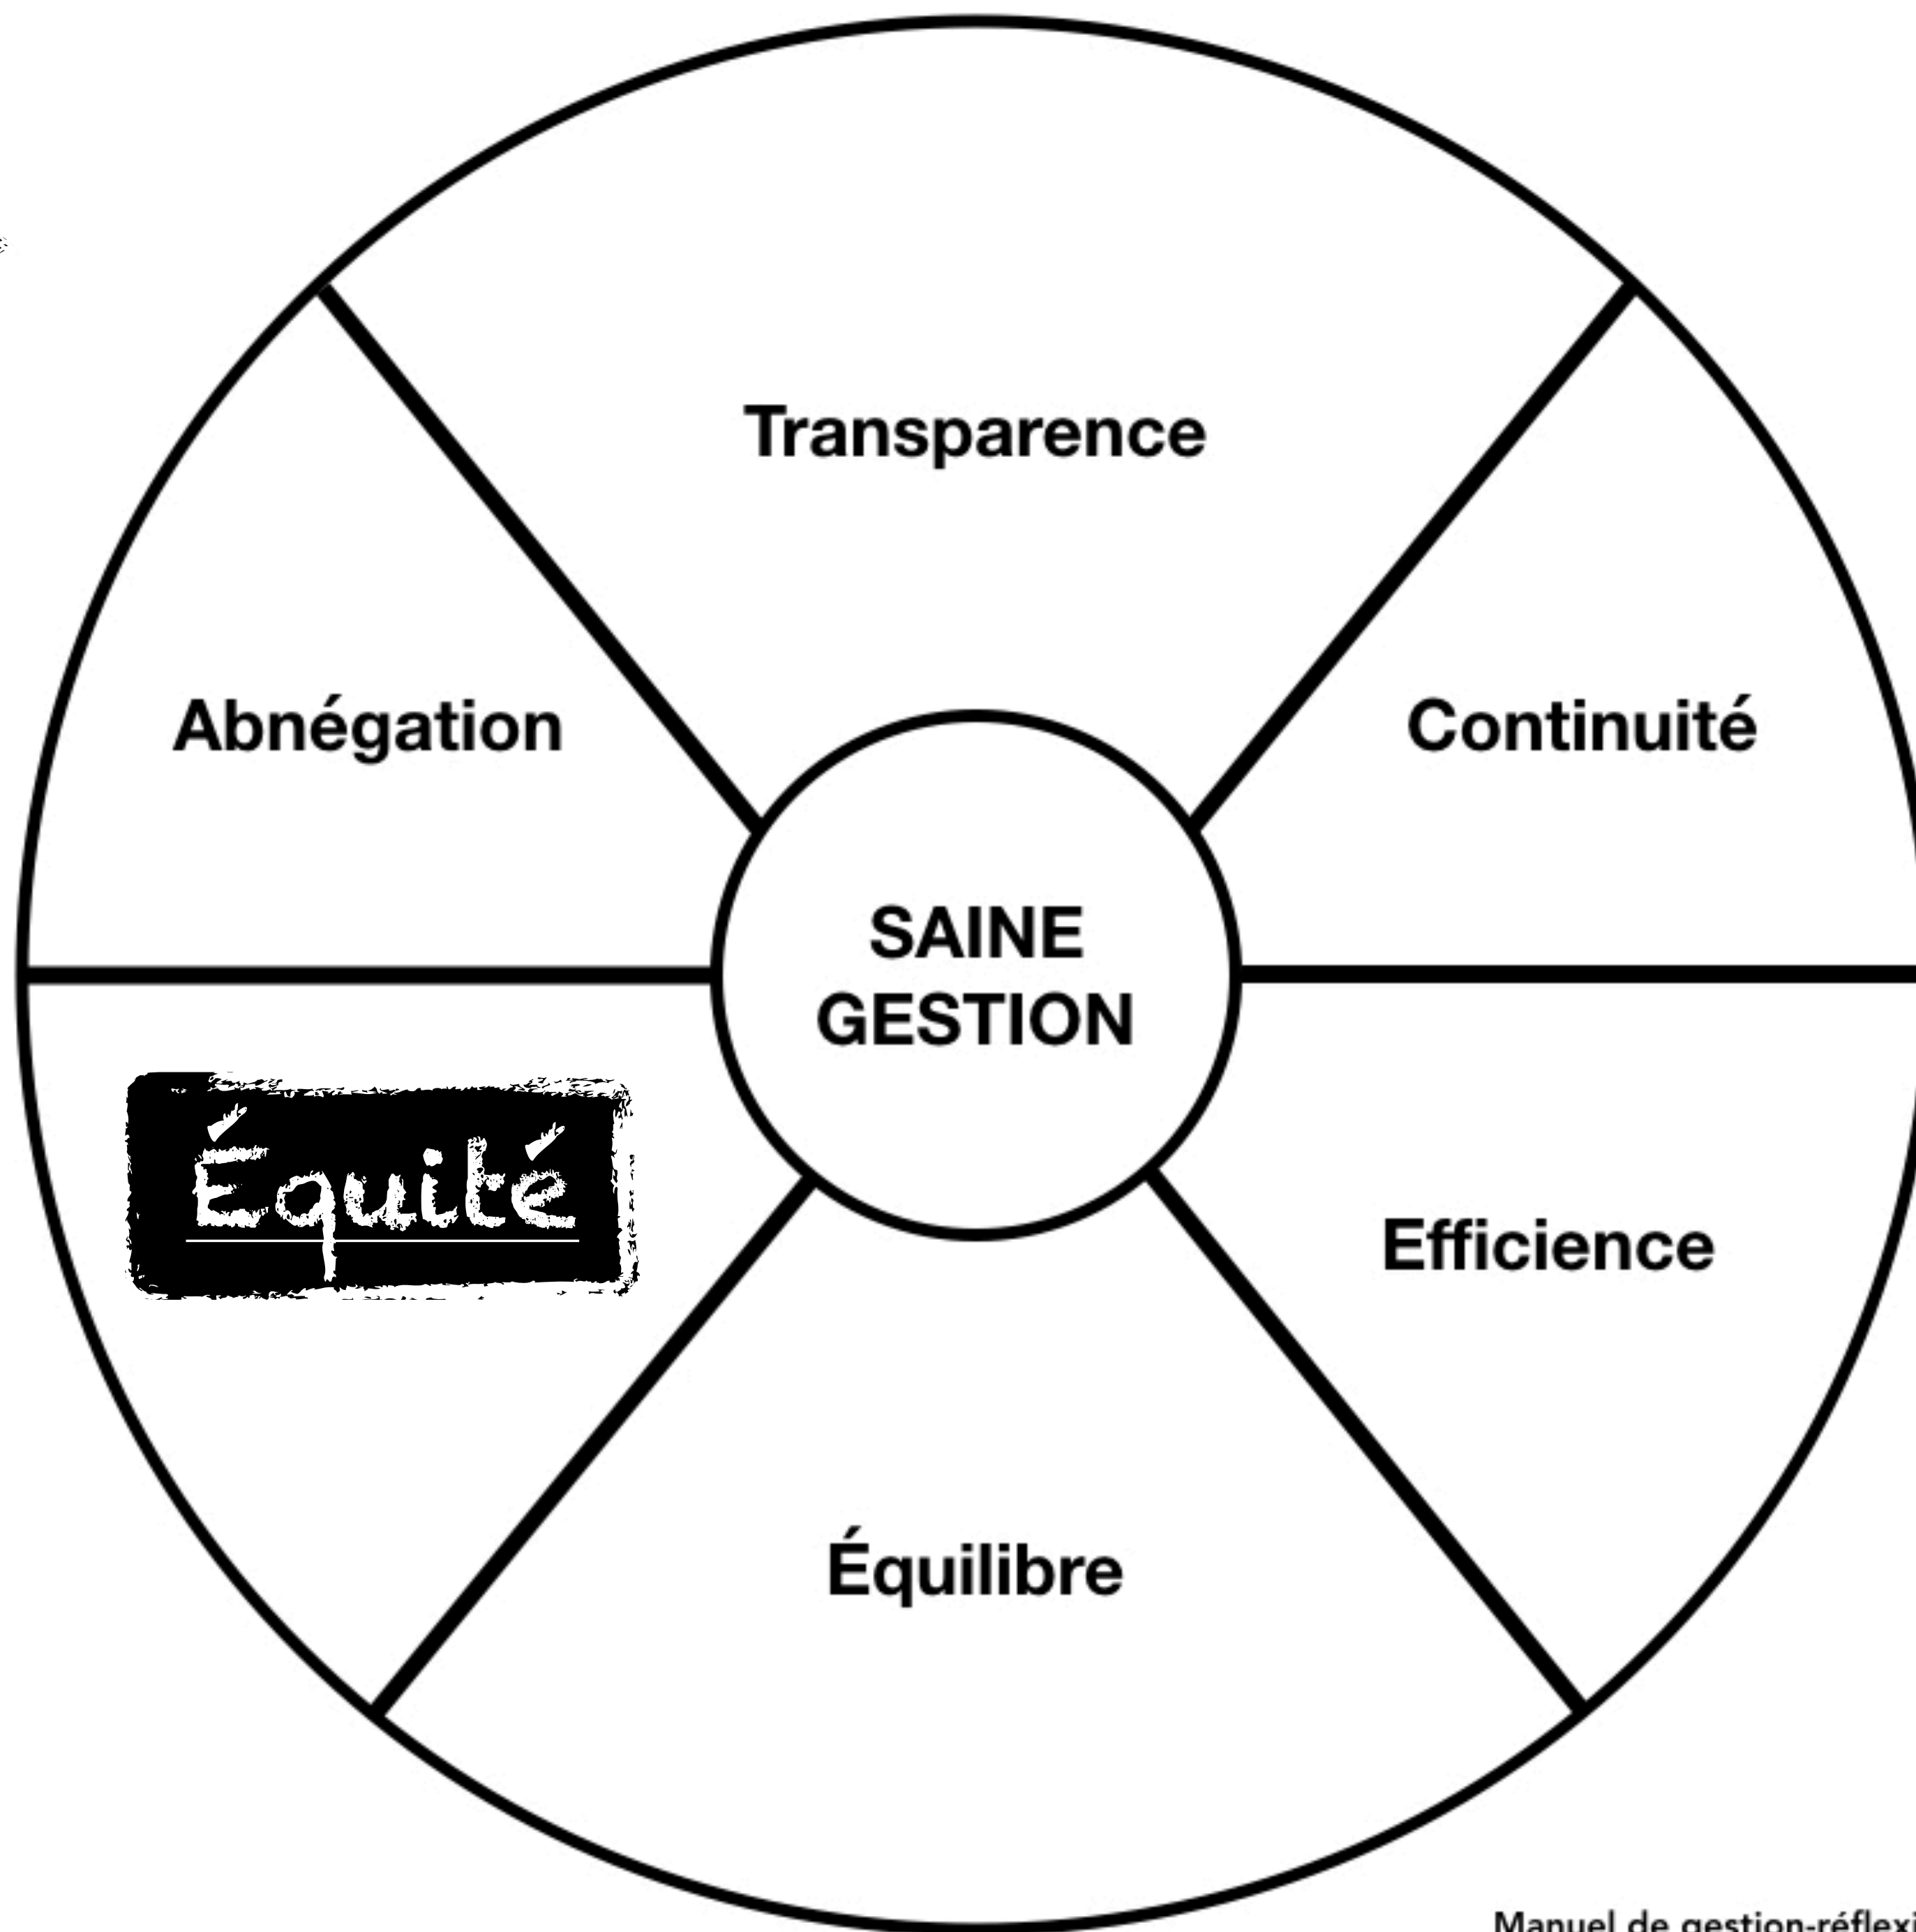 Transparence
Abnégation
Continuité
SAINE
GESTION
Équité
Efficience
Équilibre
Manuel de gestion-réflexi